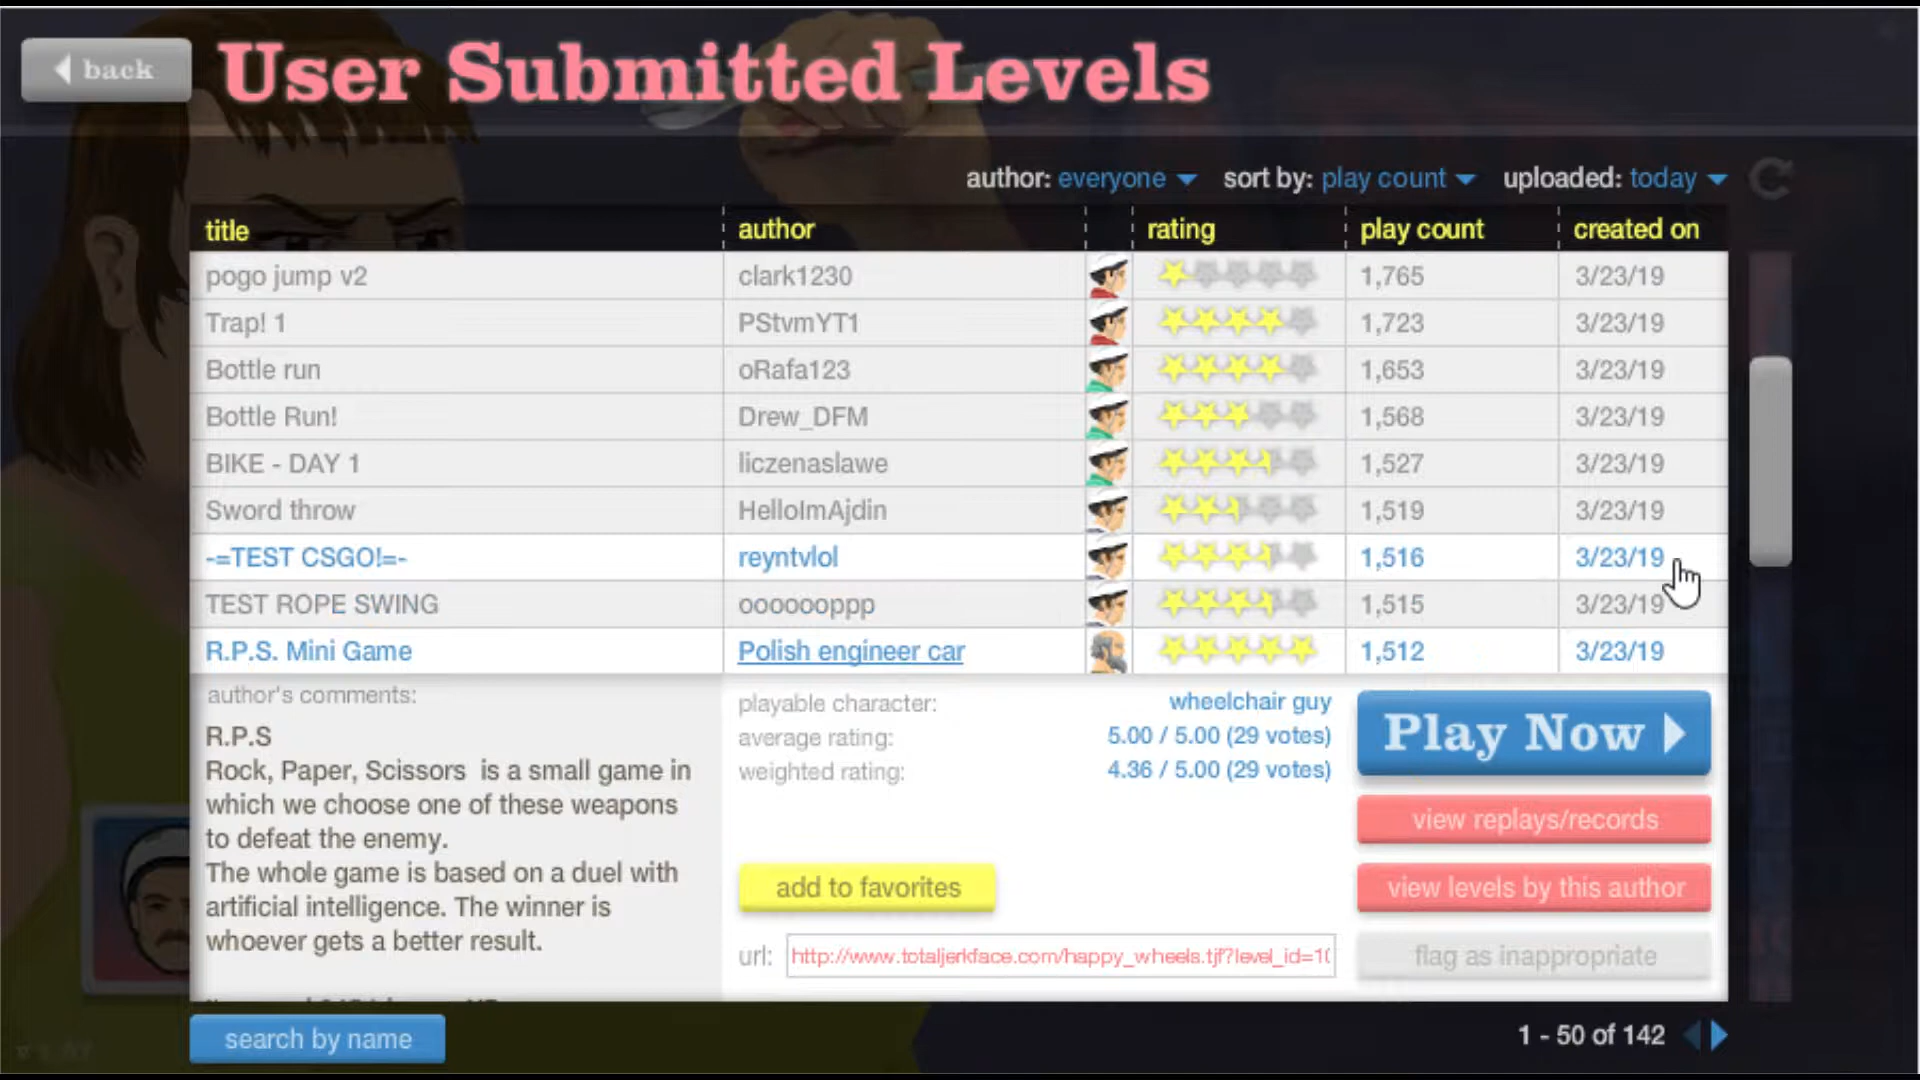 back
User Submitted Levels
author: everyone sort by: play count uploaded: today
title author rating play count created on
pogo jump v2 clark1230 1,765 3/23/19
Trap! 1 PStvmYT1 1,723 3/23/19
Bottle run oRafa123 1,653 3/23/19
Bottle Run! Drew_DFM 1,568 3/23/19
BIKE - DAY 1 liczenaslawe 1,527 3/23/19
Sword throw HelloImAjdin 1,519 3/23/19
-=TEST CSGO!=- reyntvlol 1,516 3/23/19
TEST ROPE SWING ooooooppp 1,515 3/23/19
R.P.S. Mini Game Polish engineer car 1,512 3/23/19
author's comments:
R.P.S
Rock, Paper, Scissors is a small game in
which we choose one of these weapons
to defeat the enemy.
The whole game is based on a duel with
artificial intelligence. The winner is
whoever gets a better result.
playable character: wheelchair guy
average rating: 5.00 / 5.00 (29 votes)
weighted rating: 4.36 / 5.00 (29 votes)
add to favorites
url: http://www.totaljerkface.com/happy_wheels.tjf?level_id=1
Play Now
view replays/records
view levels by this author
flag as inappropriate
search by name
1 - 50 of 142